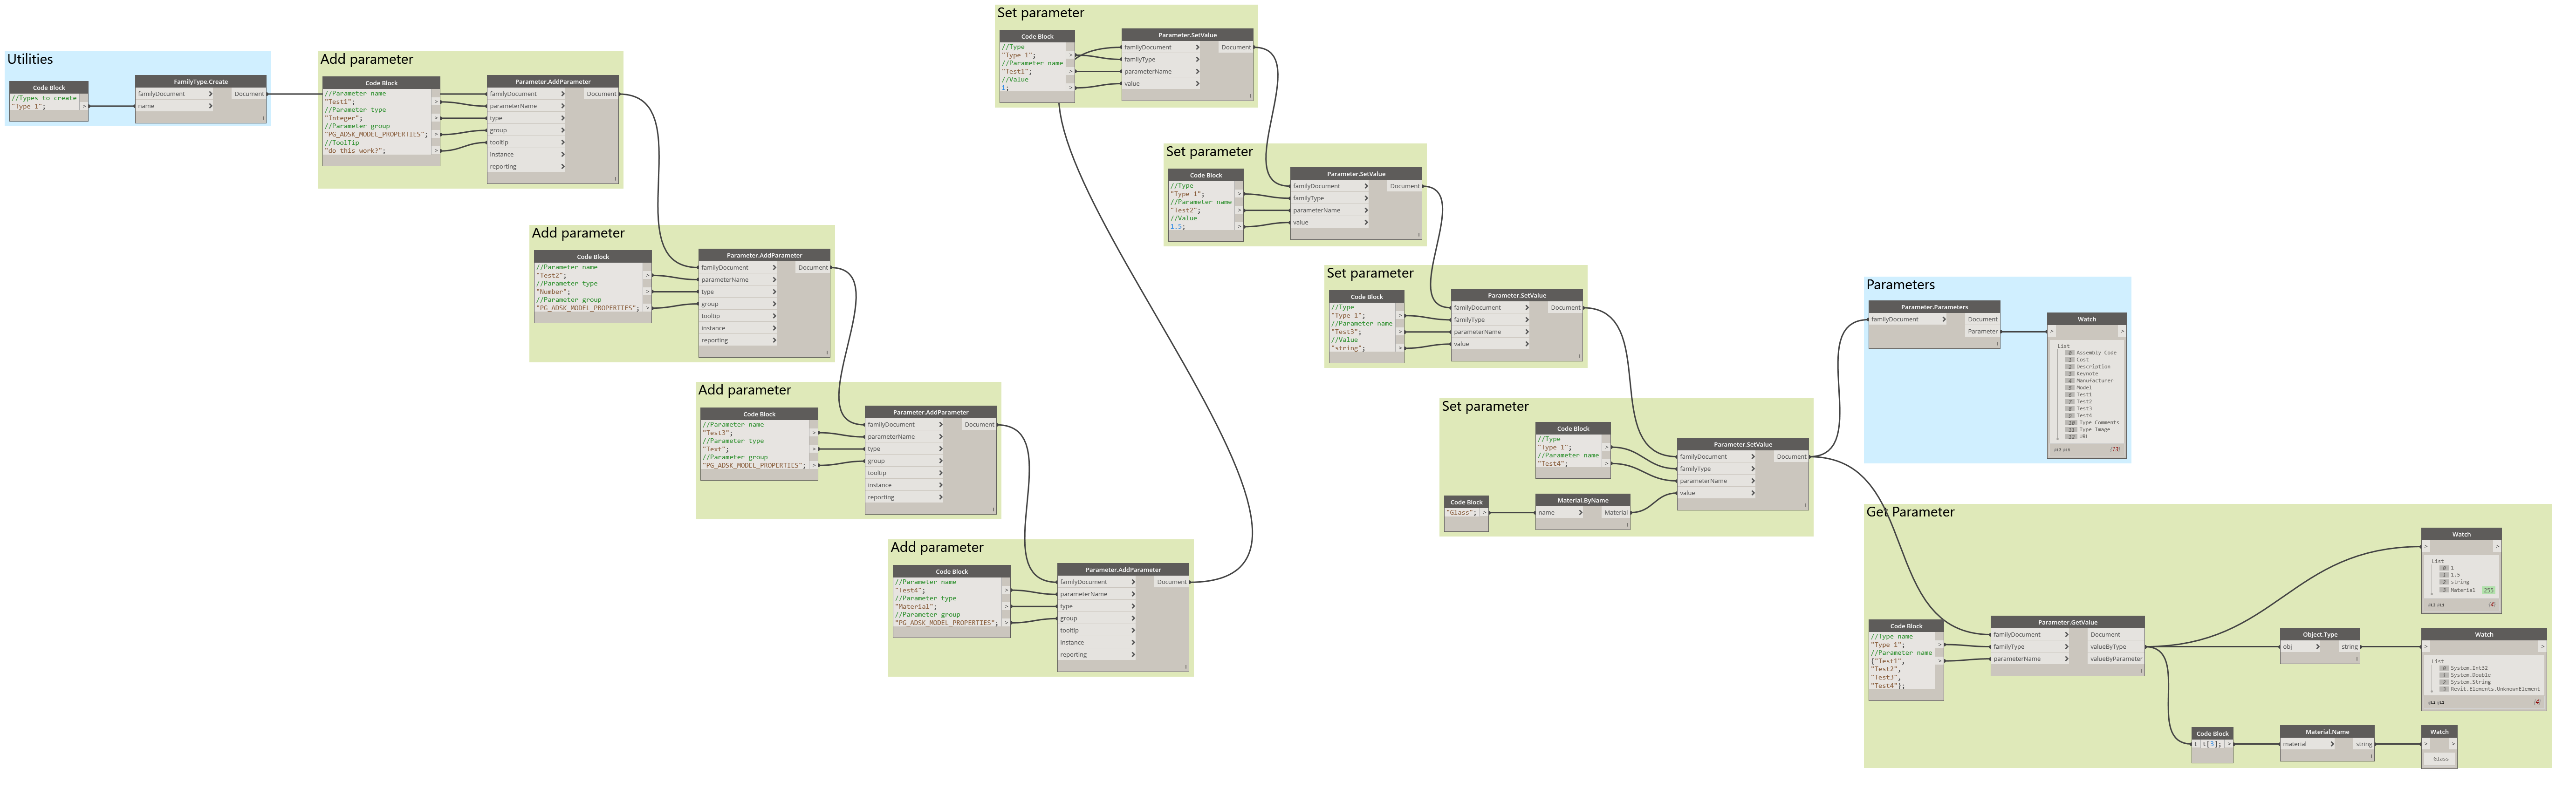 Utilities
Code Block
//Types to create
"Type 1"; >
FamilyType.Create
familyDocument > Document
name >
Add parameter
Code Block
//Parameter name
"Test1"; >
//Parameter type
"Integer"; >
//Parameter group
"PG_ADSK_MODEL_PROPERTIES"; >
//ToolTip
"do this work?"; >
Parameter.AddParameter
familyDocument > Document
parameterName >
type >
group >
tooltip >
instance >
reporting >
Add parameter
Code Block
//Parameter name
"Test2"; >
//Parameter type
"Number"; >
//Parameter group
"PG_ADSK_MODEL_PROPERTIES"; >
Parameter.AddParameter
familyDocument > Document
parameterName >
type >
group >
tooltip >
instance >
reporting >
Add parameter
Code Block
//Parameter name
"Test3"; >
//Parameter type
"Text"; >
//Parameter group
"PG_ADSK_MODEL_PROPERTIES"; >
Parameter.AddParameter
familyDocument > Document
parameterName >
type >
group >
tooltip >
instance >
reporting >
Add parameter
Code Block
//Parameter name
"Test4"; >
//Parameter type
"Material"; >
//Parameter group
"PG_ADSK_MODEL_PROPERTIES"; >
Parameter.AddParameter
familyDocument > Document
parameterName >
type >
group >
tooltip >
instance >
reporting >
Set parameter
Code Block
//Type
"Type 1"; >
//Parameter name
"Test1"; >
//Value
1; >
Parameter.SetValue
familyDocument > Document
familyType >
parameterName >
value >
Set parameter
Code Block
//Type
"Type 1"; >
//Parameter name
"Test2"; >
//Value
1.5; >
Parameter.SetValue
familyDocument > Document
familyType >
parameterName >
value >
Set parameter
Code Block
//Type
"Type 1"; >
//Parameter name
"Test3"; >
//Value
"string"; >
Parameter.SetValue
familyDocument > Document
familyType >
parameterName >
value >
Set parameter
Code Block
//Type
"Type 1"; >
//Parameter name
"Test4"; >
Code Block
"Glass"; >
Material.ByName
name > Material
Parameter.SetValue
familyDocument > Document
familyType >
parameterName >
value >
Parameters
Parameter.Parameters
familyDocument > Document
Parameter
Watch
> >
List
0 Assembly Code
1 Cost
2 Description
3 Keynote
4 Manufacturer
5 Model
6 Test1
7 Test2
8 Test3
9 Test4
10 Type Comments
11 Type Image
12 URL
@L2 @L1 {13}
Get Parameter
Code Block
//Type name
"Type 1"; >
//Parameter name
{"Test1", >
"Test2",
"Test3",
"Test4"};
Parameter.GetValue
familyDocument > Document
familyType > valueByType
parameterName > valueByParameter
Watch
> >
List
0 1
1 1.5
2 string
3 Material 255
@L2 @L1 {4}
Object.Type
obj > string
Watch
> >
List
0 System.Int32
1 System.Double
2 System.String
3 Revit.Elements.UnknownElement
@L2 @L1 {4}
Code Block
t t[3]; >
Material.Name
material > string
Watch
> >
Glass